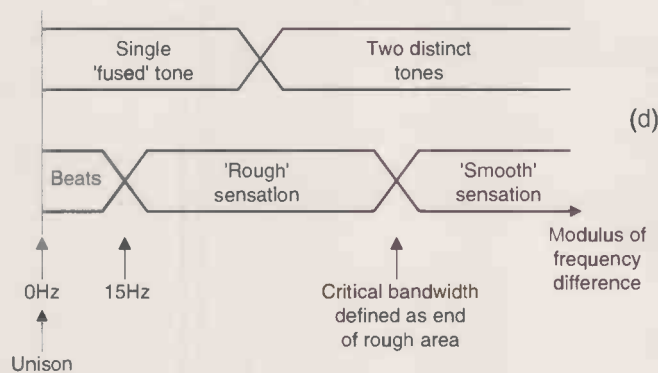 Single
'fused' tone
Two distinct
tones
(d)
Beats
'Rough'
sensation
'Smooth'
sensation
Modulus of
frequency
difference
0Hz
15Hz
Critical bandwidth
defined as end
of rough area
Unison